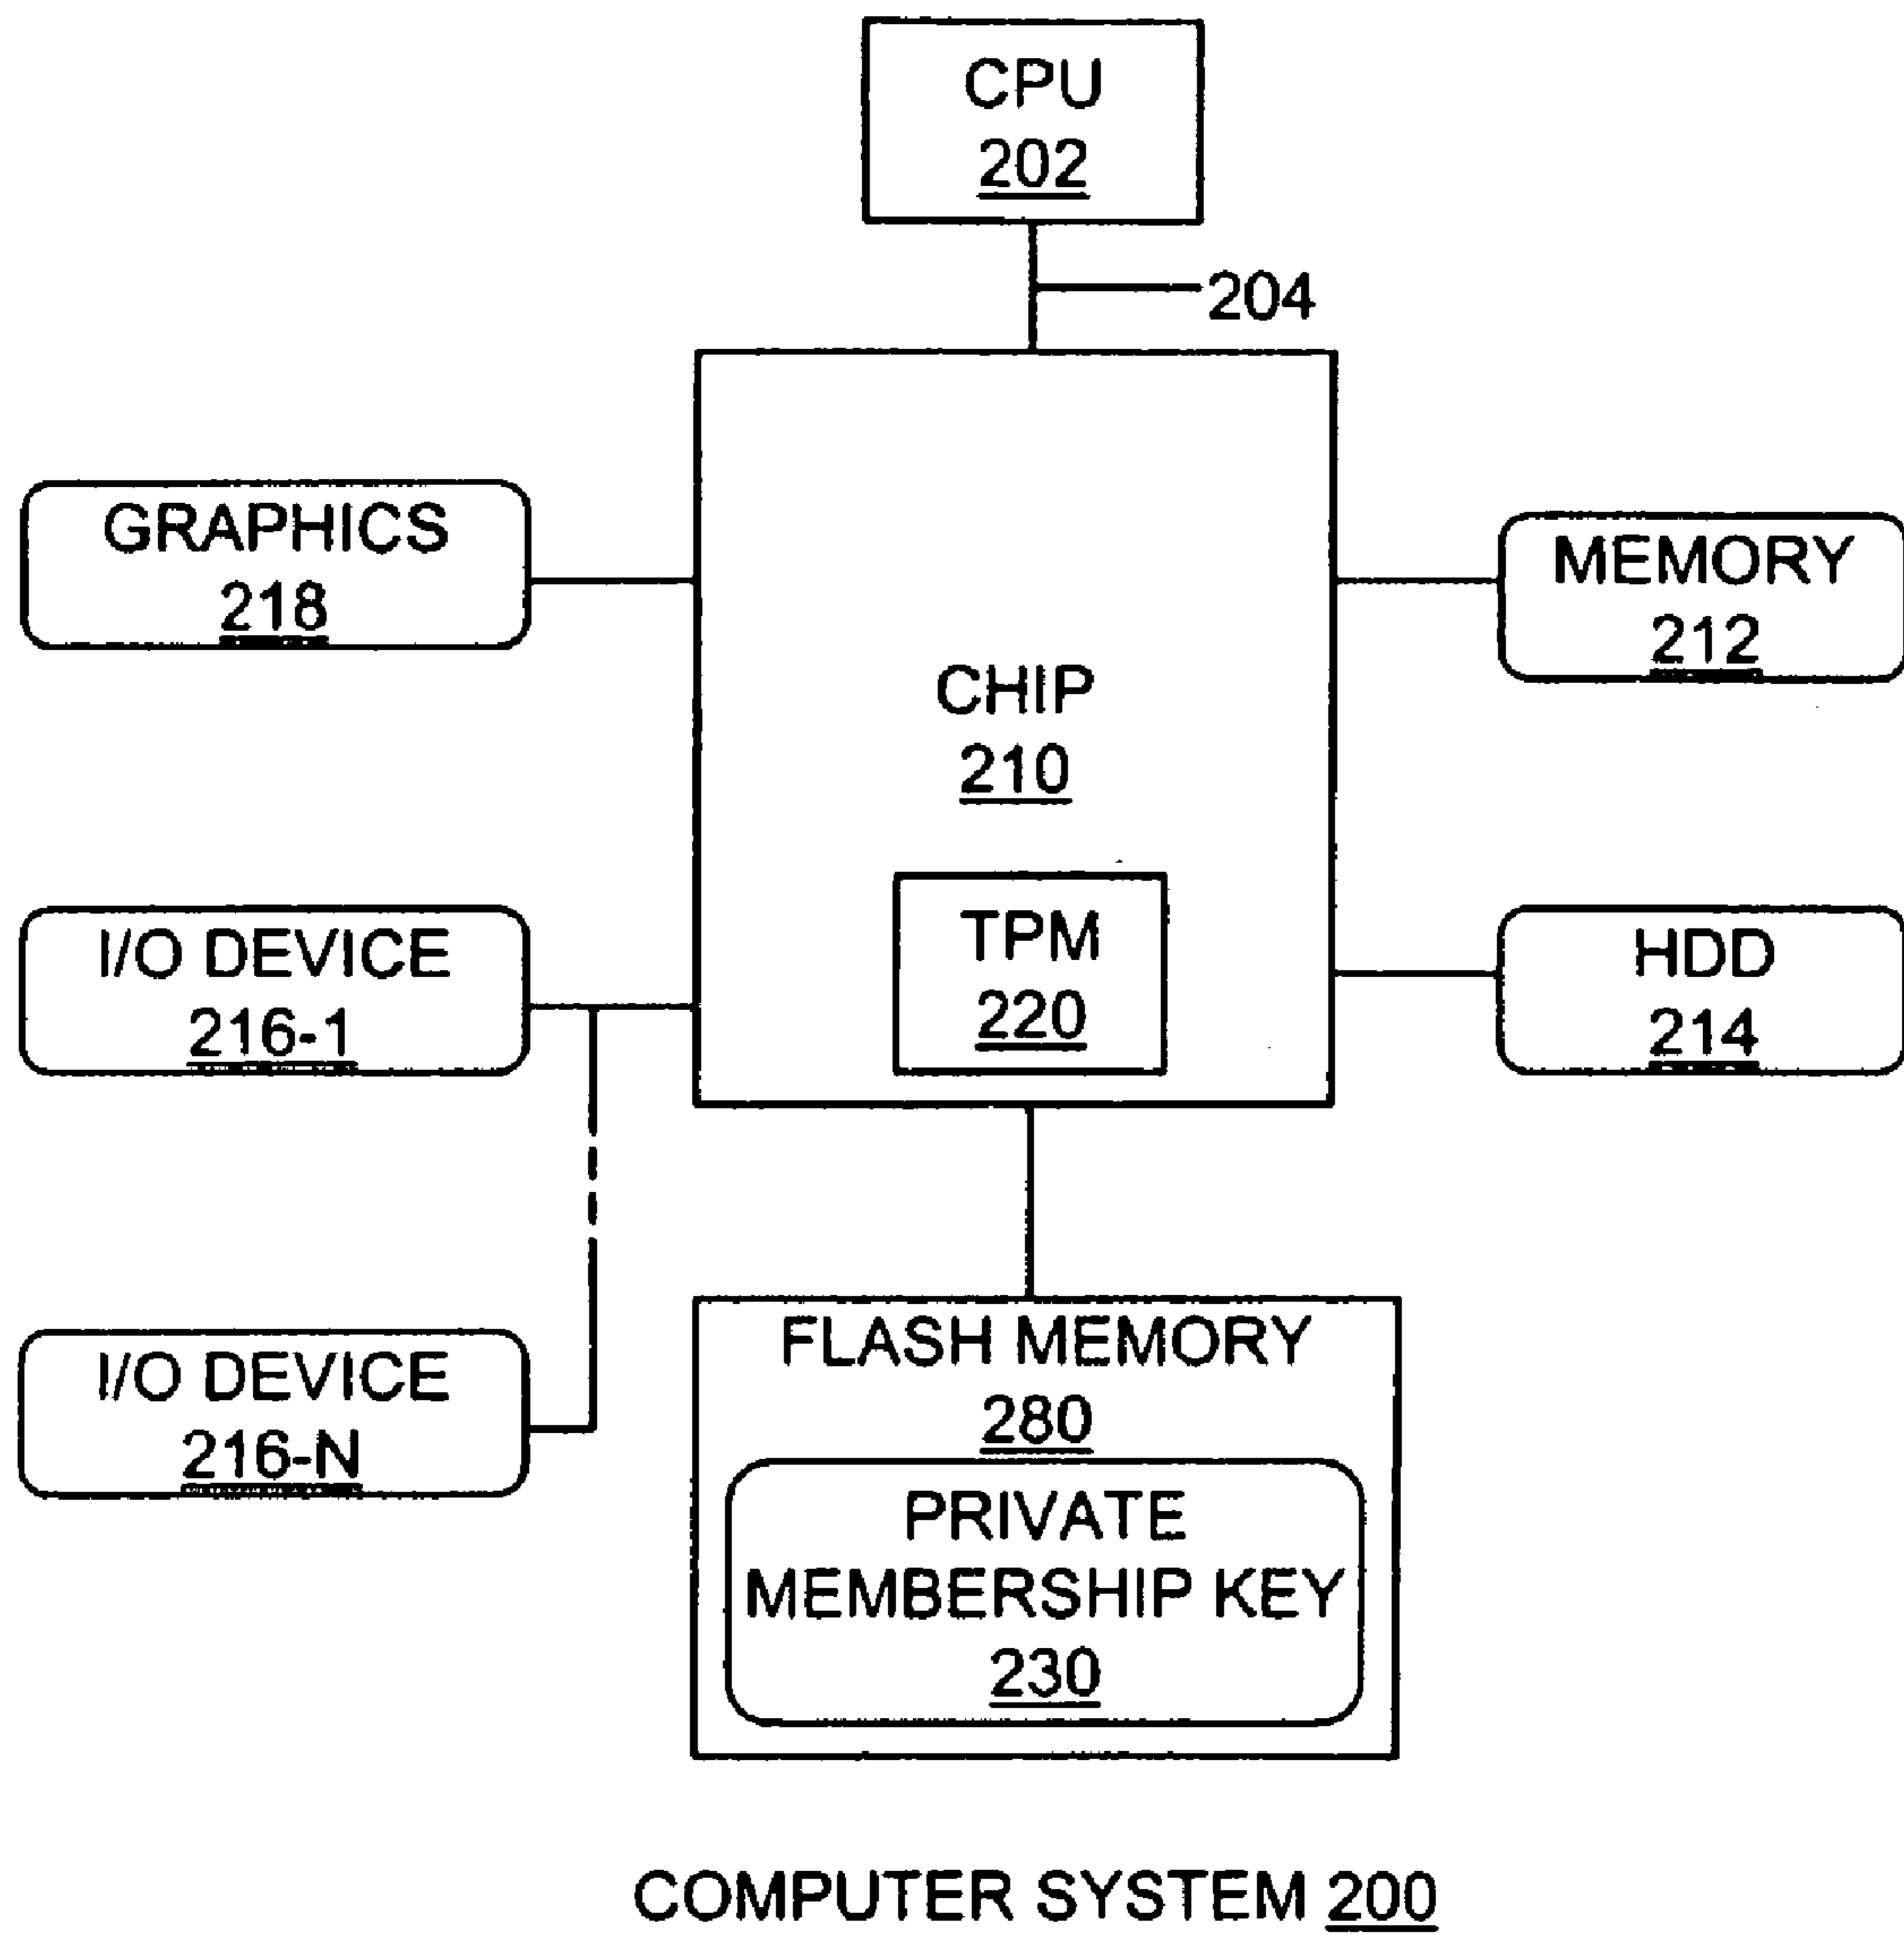 CPU
202
204
GRAPHICS
218
MEMORY
212
CHIP
210
I/O DEVICE
216-1
TPM
220
HDD
214
I/O DEVICE
216-N
FLASH MEMORY
280
PRIVATE
MEMBERSHIP KEY
230
COMPUTER SYSTEM 200